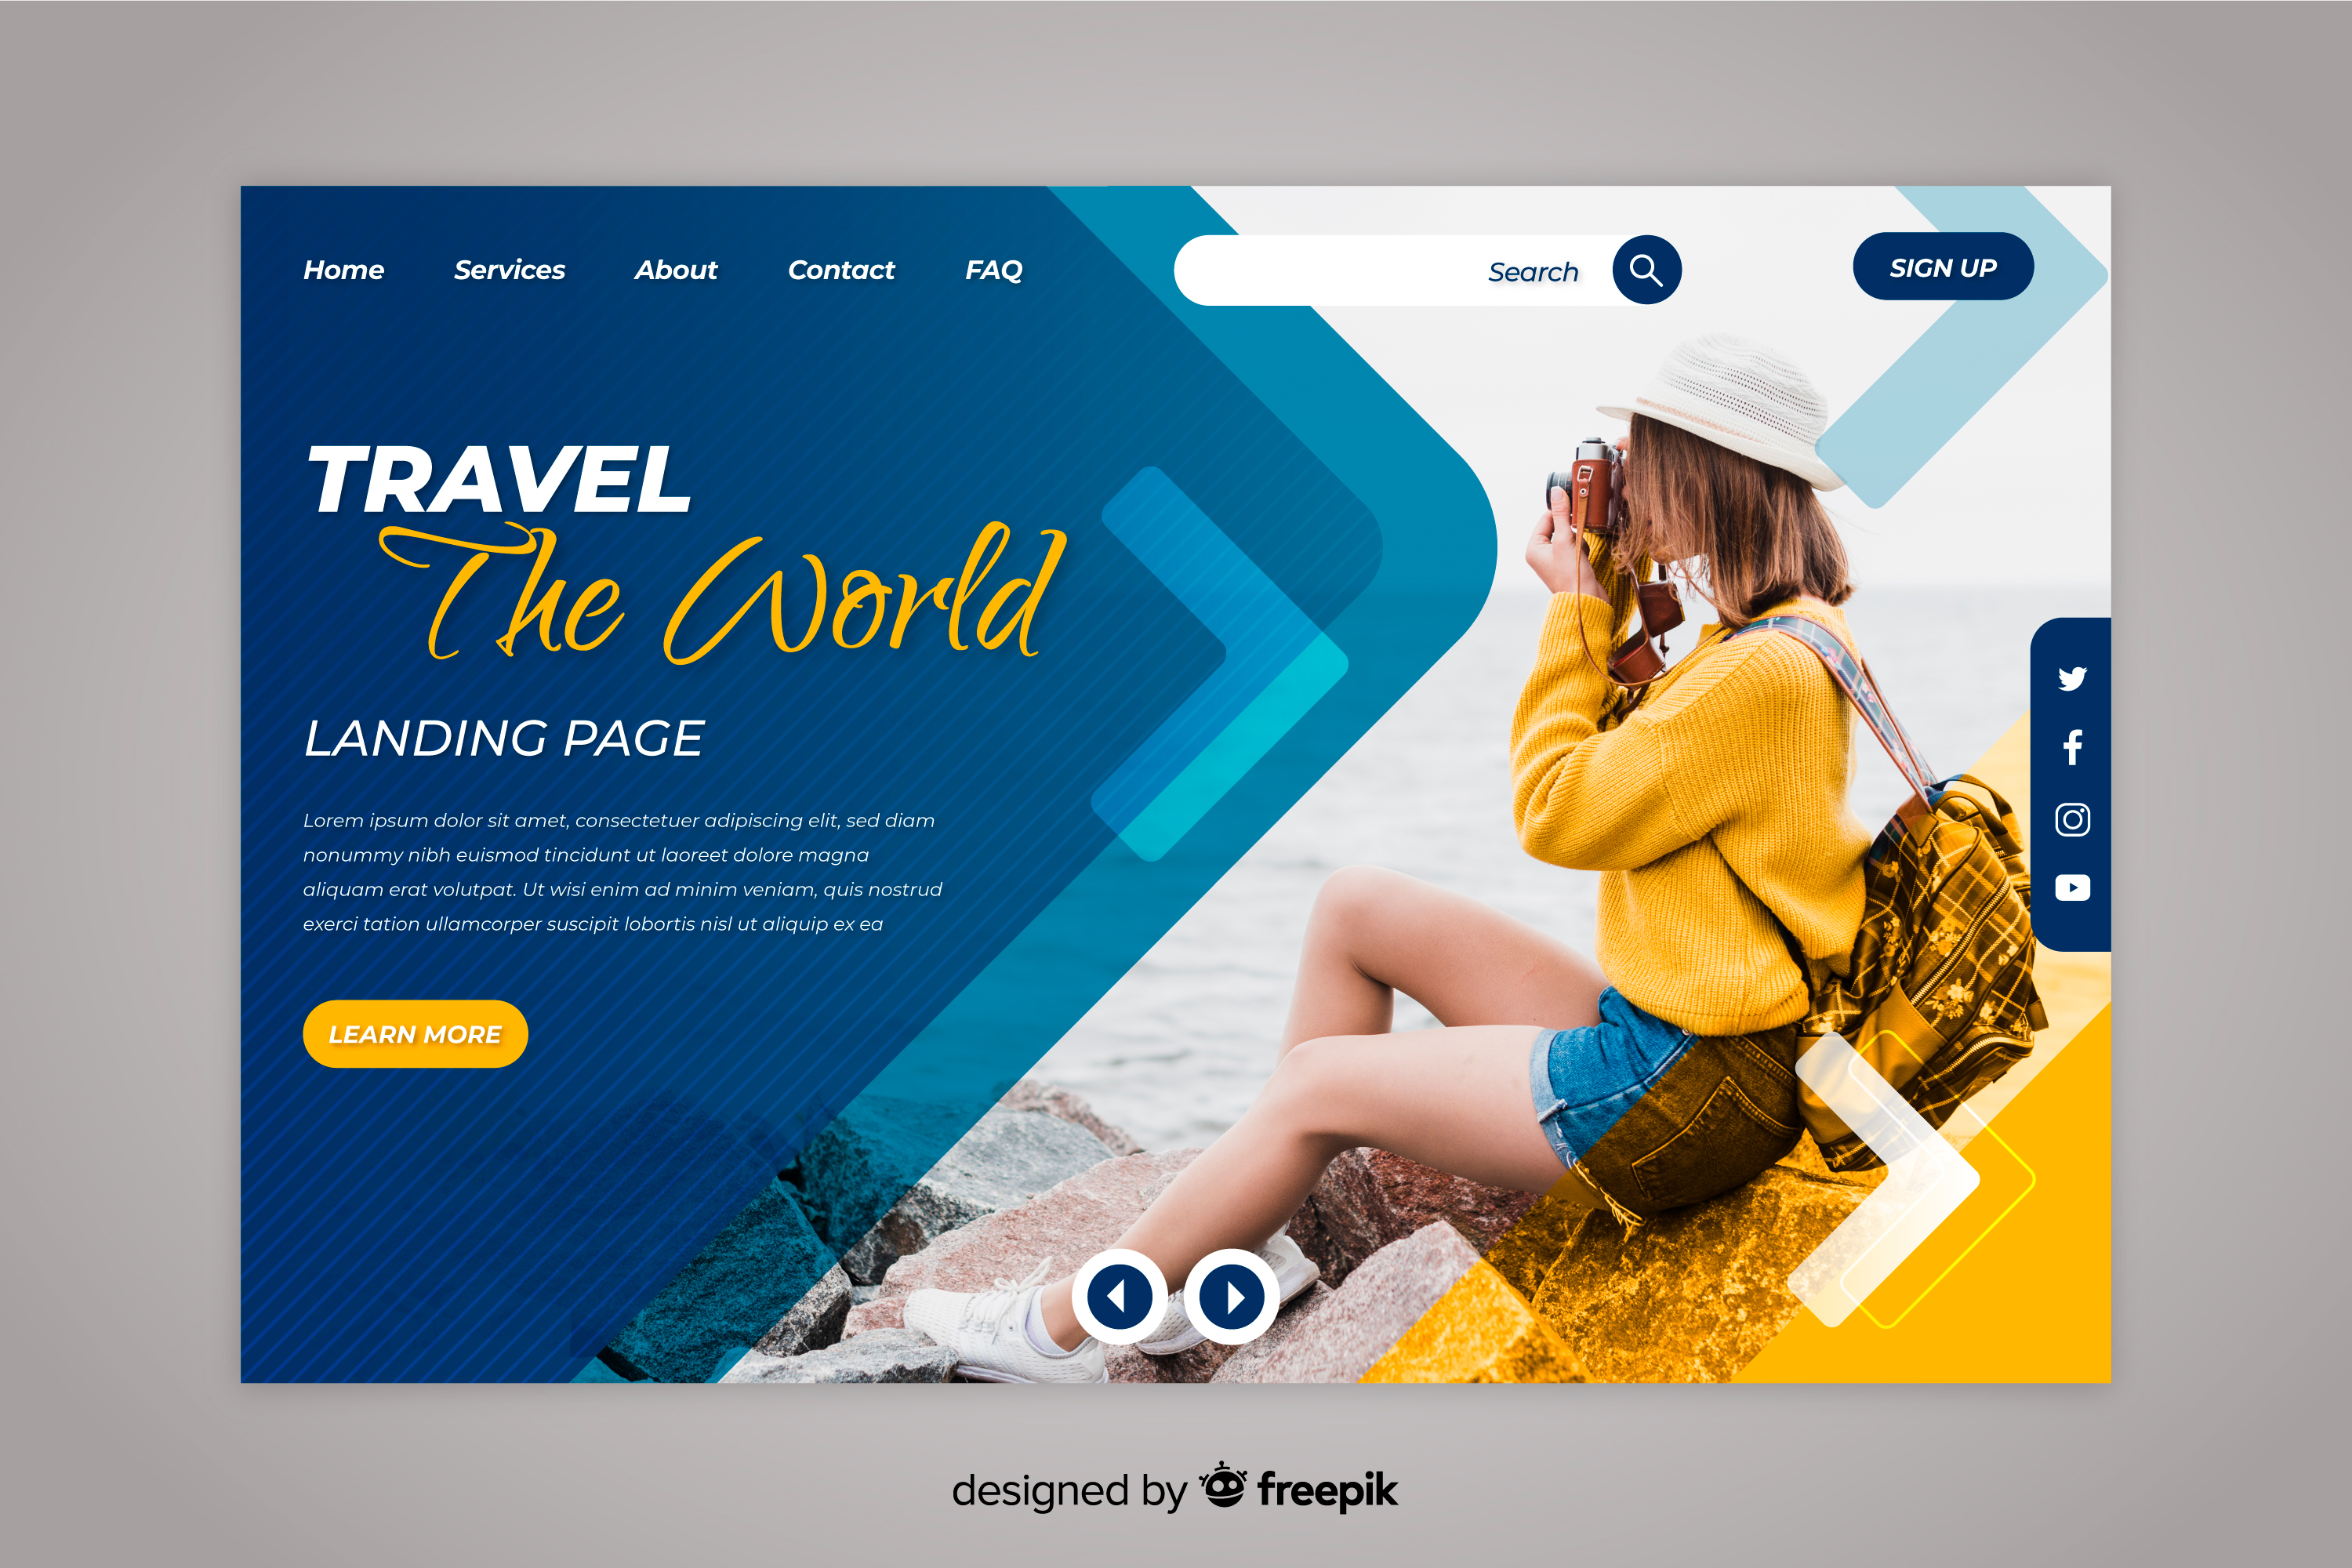 Home Services About Contact FAQ Search SIGN UP
TRAVEL
The World
LANDING PAGE
Lorem ipsum dolor sit amet, consectetuer adipiscing elit, sed diam
nonummy nibh euismod tincidunt ut laoreet dolore magna
aliquam erat volutpat. Ut wisi enim ad minim veniam, quis nostrud
exerci tation ullamcorper suscipit lobortis nisl ut aliquip ex ea
LEARN MORE
designed by freepik